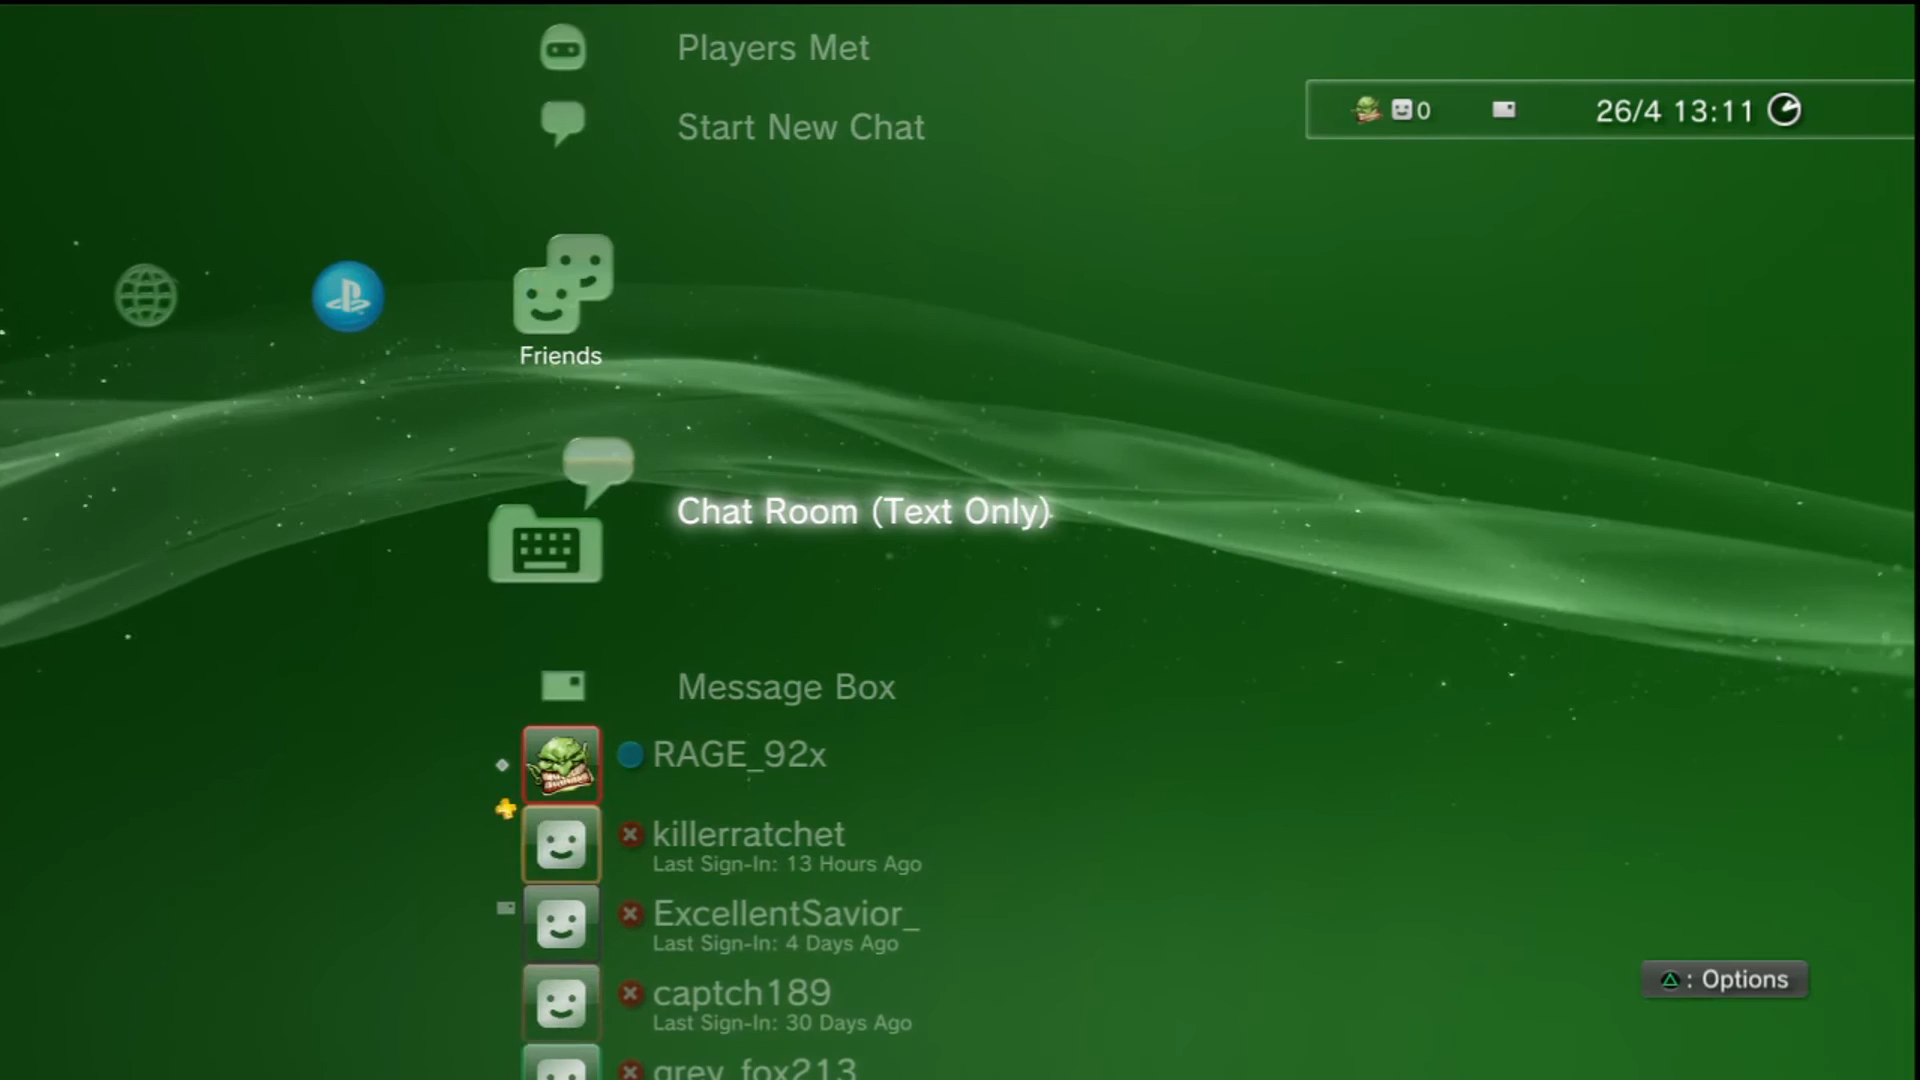 Players Met
Start New Chat
0
26/4 13:11
Friends
Chat Room (Text Only)
Message Box
RAGE_92x
killerratchet
Last Sign-In: 13 Hours Ago
ExcellentSavior_
Last Sign-In: 4 Days Ago
captch189
Last Sign-In: 30 Days Ago
grey_fox213
: Options